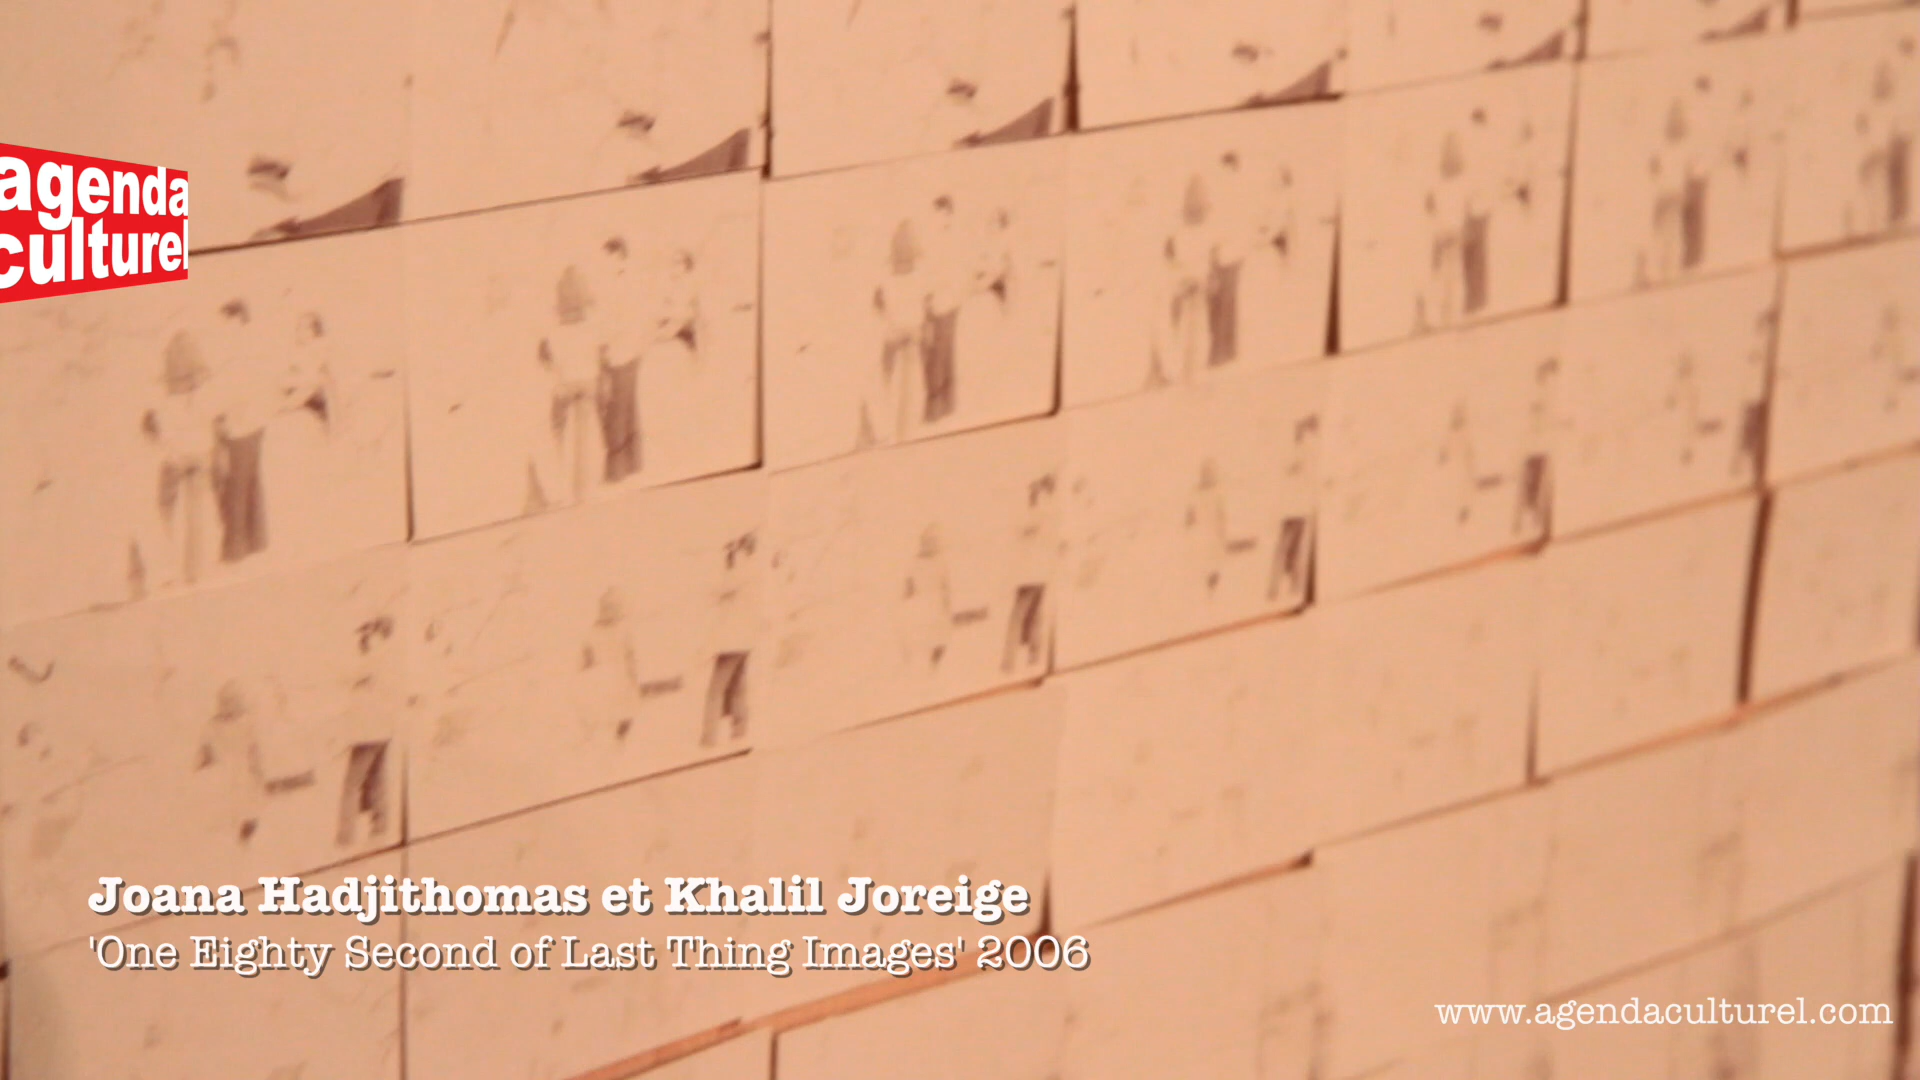 agenda
culturel
Joana Hadjithomas et Khalil Joreige
'One Eighty Second of Last Thing Images' 2006
www.agendaculturel.com